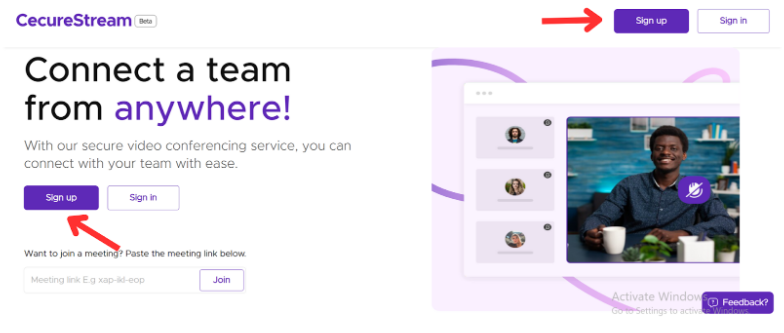 CecureStream Beta
Sign up Sign in
Connect a team
from anywhere!
With our secure video conferencing service, you can
connect with your team with ease.
Sign up Sign in
Want to join a meeting? Paste the meeting link below.
Meeting link E.g xap-ikl-eop Join
Activate Windows
Feedback?
Go to Settings to activate Windows.